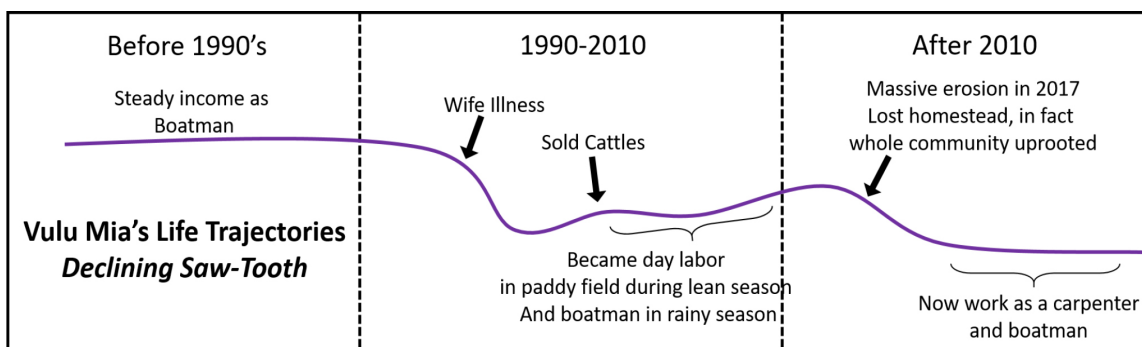 Before 1990's
Steady income as
Boatman
Vulu Mia's Life Trajectories
Declining Saw-Tooth
1990-2010
Wife Illness
Sold Cattles
Became day labor
in paddy field during lean season
And boatman in rainy season
After 2010
Massive erosion in 2017
Lost homestead, in fact
whole community uprooted
Now work as a carpenter
and boatman